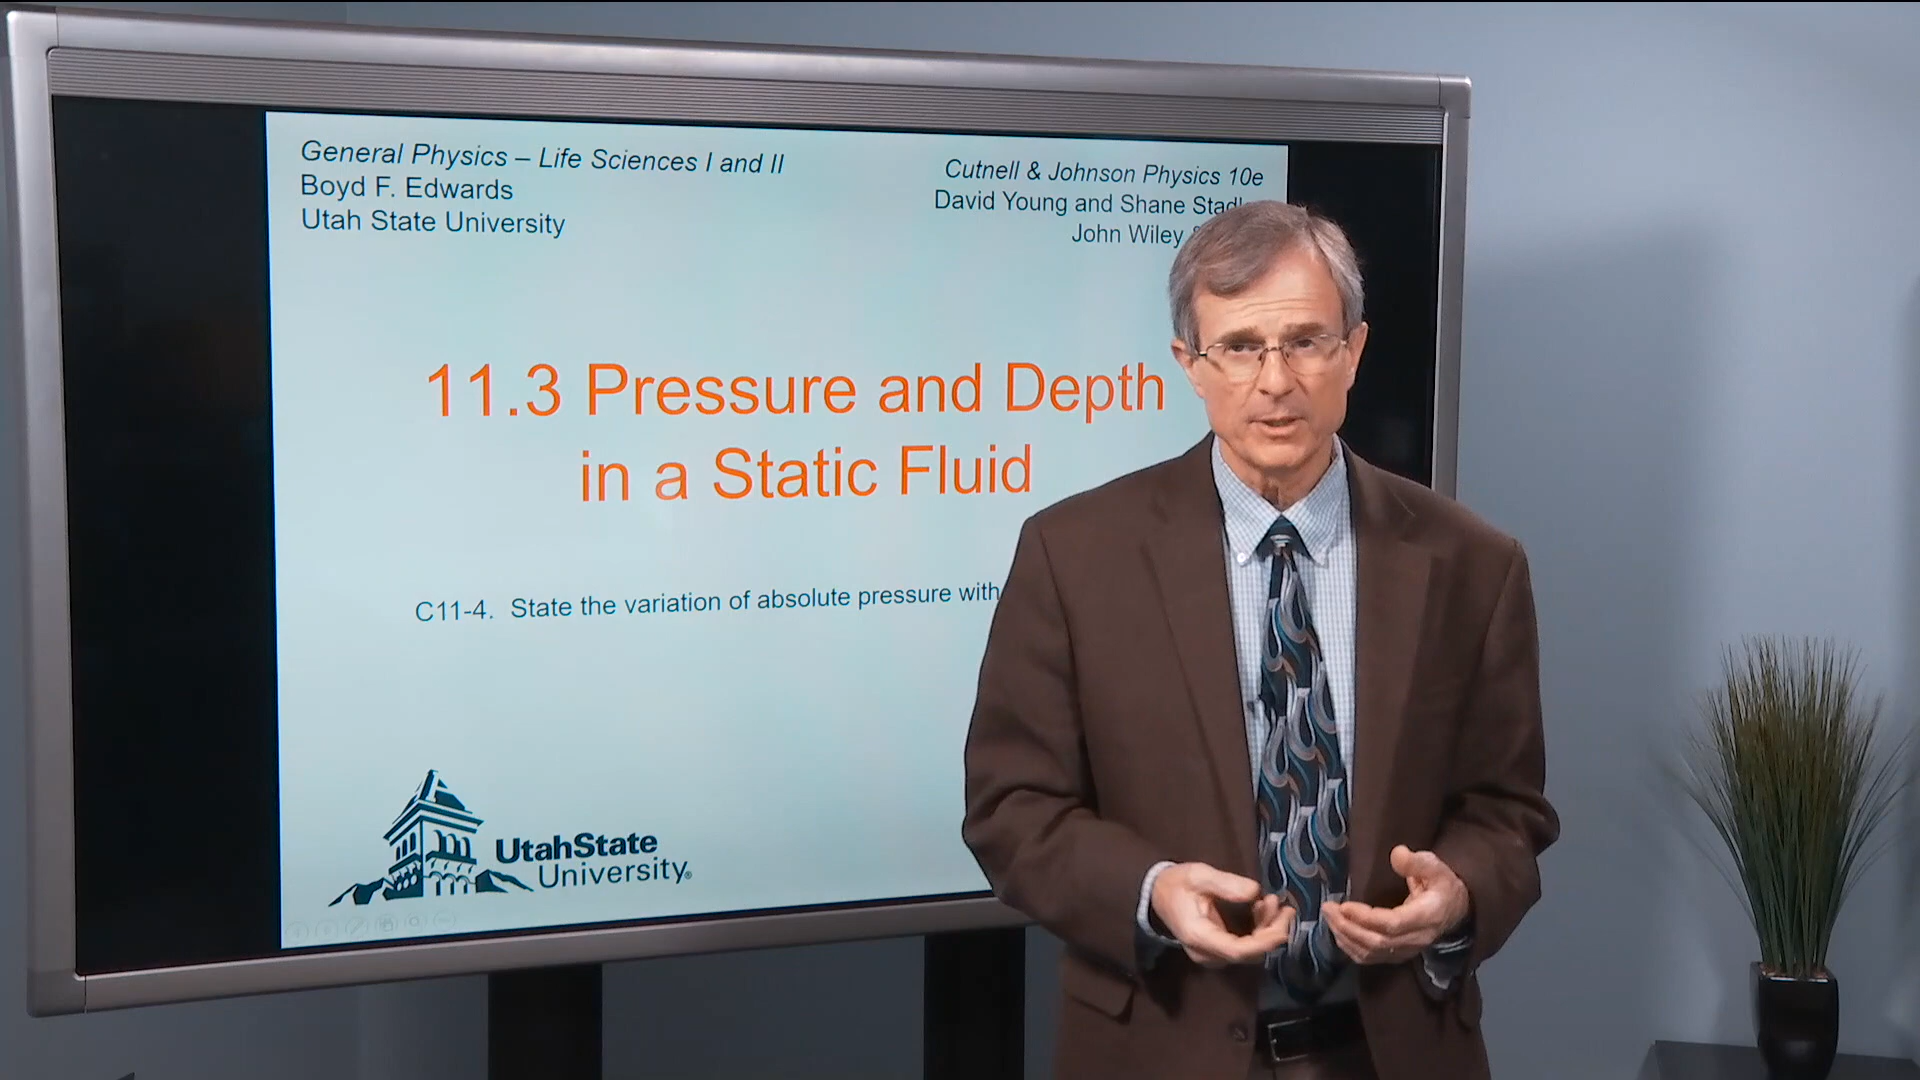 General Physics – Life Sciences I and II
Boyd F. Edwards
Utah State University
Cutnell & Johnson Physics 10e
David Young and Shane
John Wiley
11.3 Pressure and Depth
in a Static Fluid
C11-4. State the variation of absolute pressure with
UtahState
University®